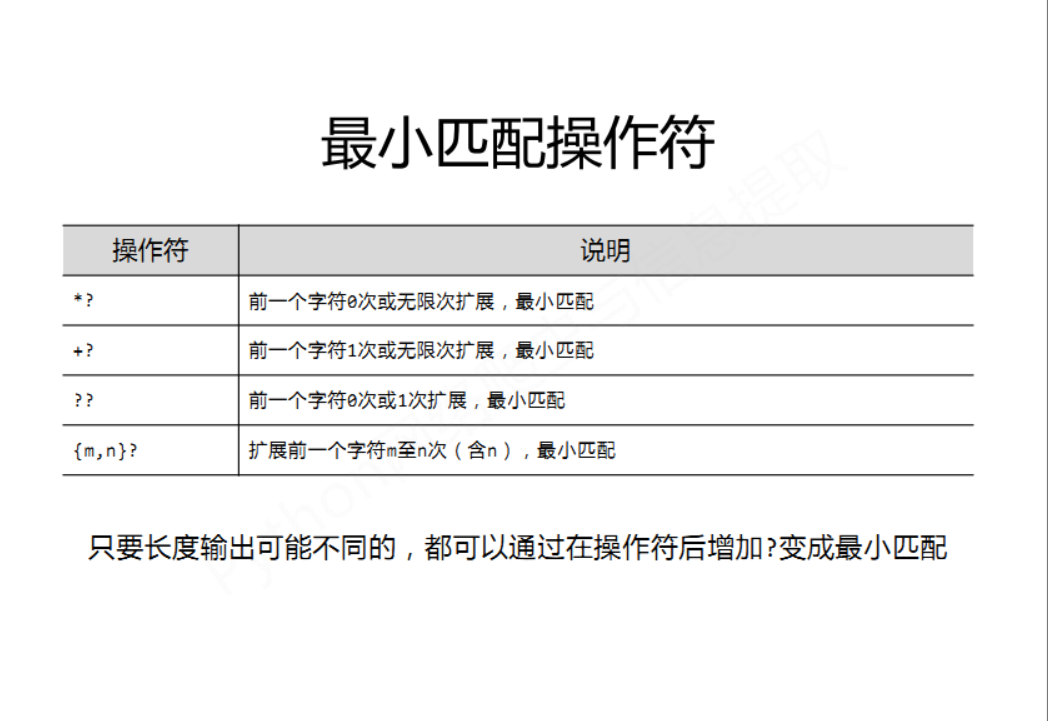 最小匹配操作符
操作符 说明
*? 前一个字符0次或无限次扩展，最小匹配
+? 前一个字符1次或无限次扩展，最小匹配
?? 前一个字符0次或1次扩展，最小匹配
{m,n}? 扩展前一个字符m至n次（含n），最小匹配
只要长度输出可能不同的，都可以通过在操作符后增加?变成最小匹配